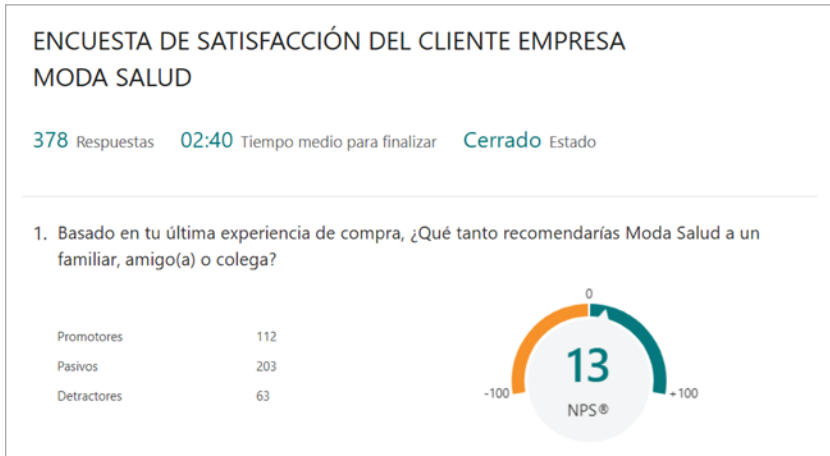 ENCUESTA DE SATISFACCIÓN DEL CLIENTE EMPRESA
MODA SALUD
378 Respuestas 02:40 Tiempo medio para finalizar Cerrado Estado
1. Basado en tu última experiencia de compra, ¿Qué tanto recomendarías Moda Salud a un
familiar, amigo(a) o colega?
Promotores 112
Pasivos 203
Detractores 63
0
-100
+100
13
NPS®